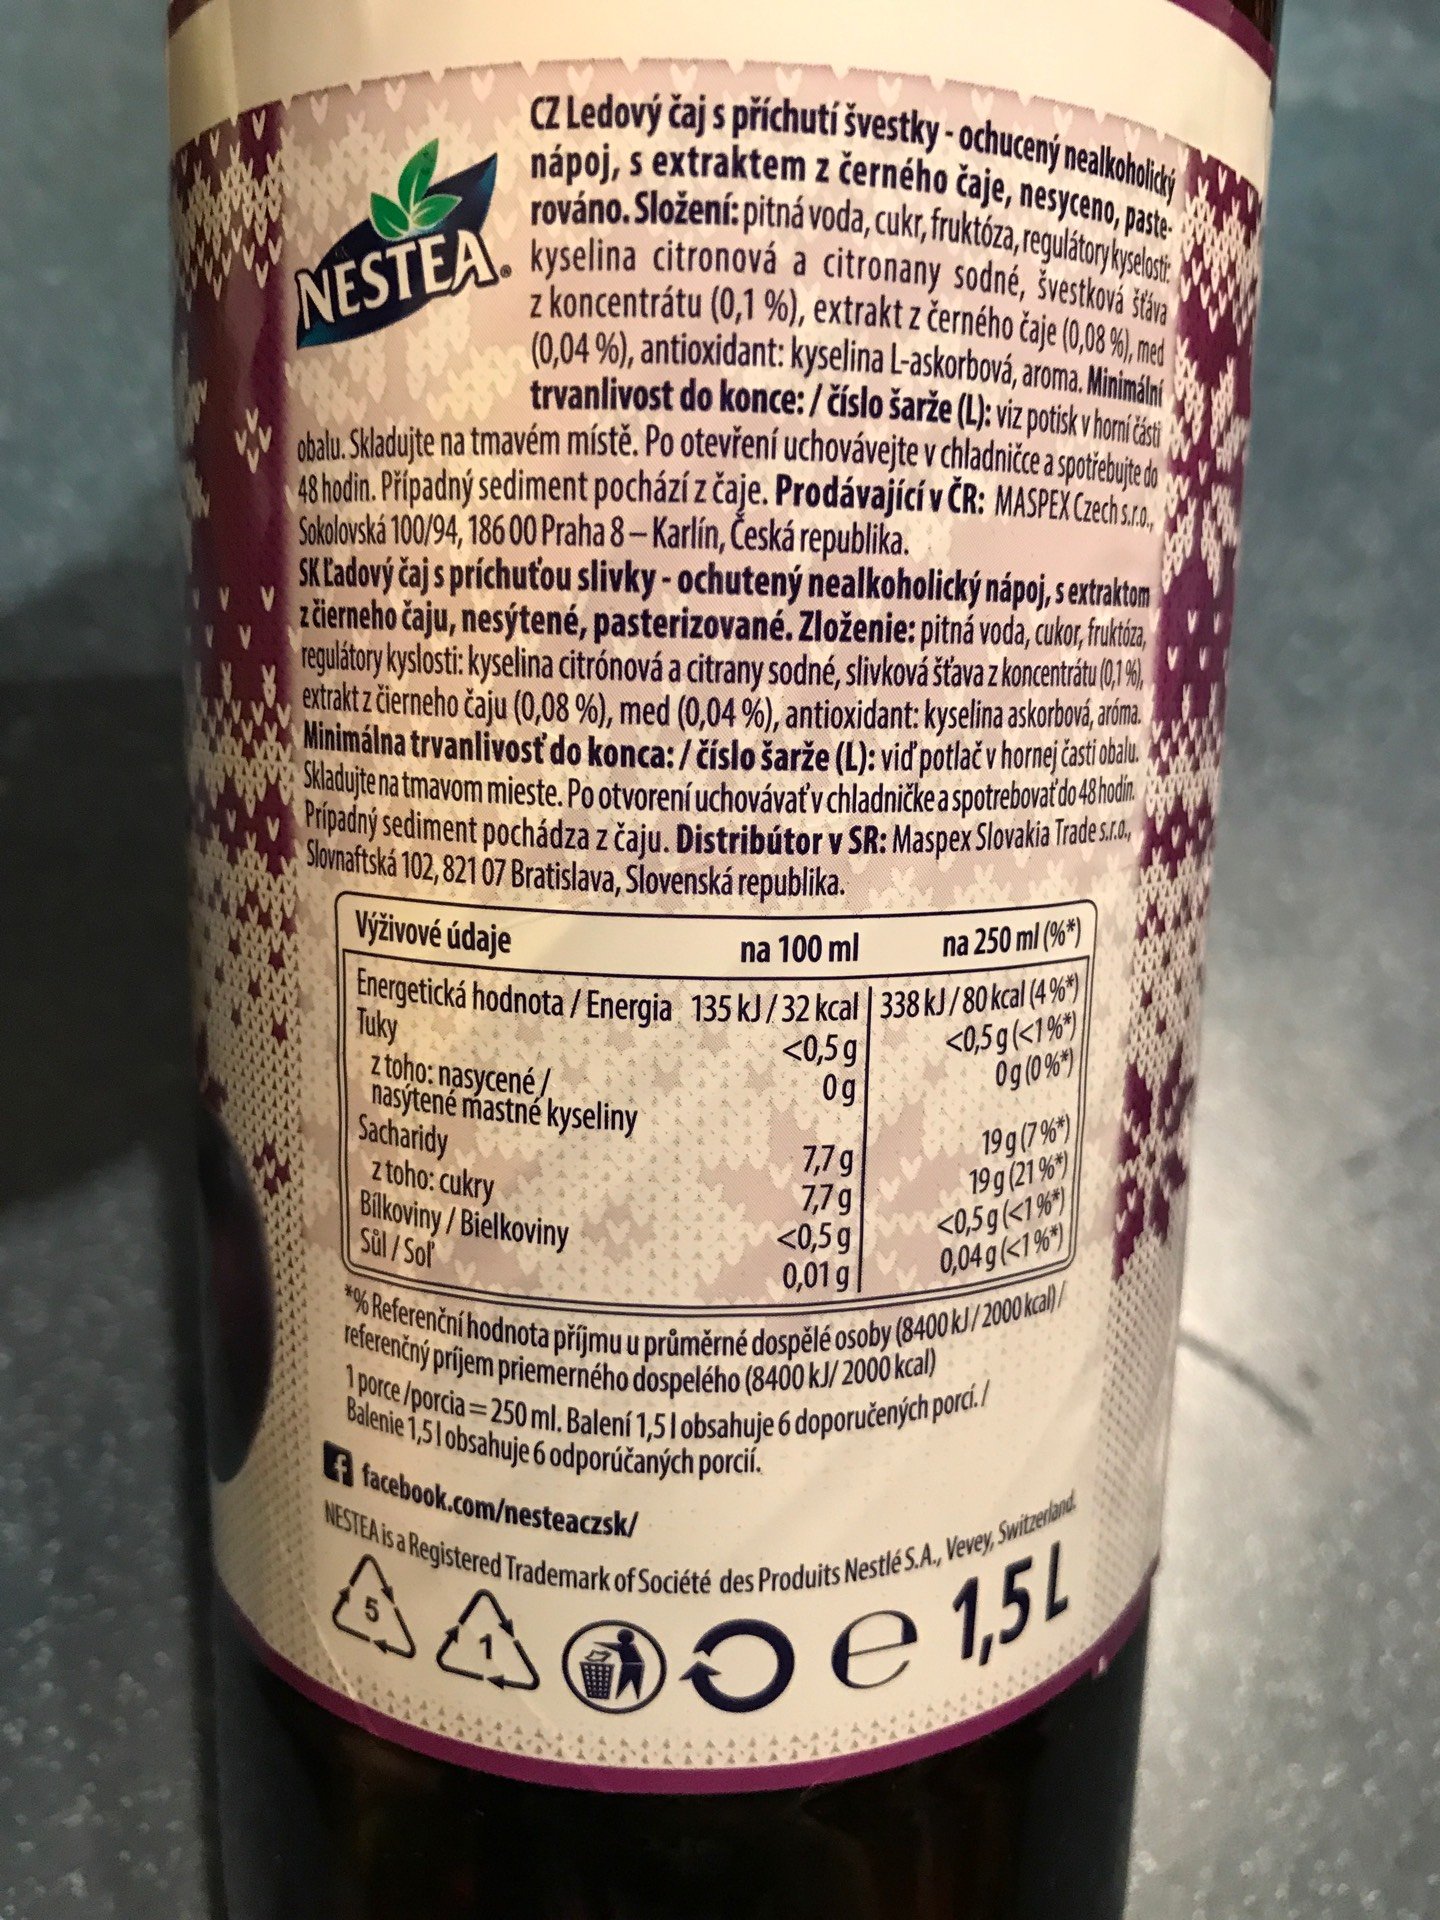 NESTEA®
CZ Ledový čaj s příchutí švestky - ochucený nealkoholický
nápoj, s extraktem z černého čaje, nesyceno, paste-
rováno. Složení: pitná voda, cukr, fruktóza, regulátory kyselosti:
kyselina citronová a citronany sodné, švestková šťáva
z koncentrátu (0,1 %), extrakt z černého čaje (0,08 %), med
(0,04 %), antioxidant: kyselina L-askorbová, aroma. Minimální
trvanlivost do konce: / číslo šarže (L): viz potisk v horní části
obalu. Skladujte na tmavém místě. Po otevření uchovávejte v chladničce a spotřebujte do
48 hodin. Případný sediment pochází z čaje. Prodávající v ČR: MASPEX Czech s.r.o.,
Sokolovská 100/94, 186 00 Praha 8 – Karlín, Česká republika.
SK Ľadový čaj s príchuťou slivky - ochutený nealkoholický nápoj, s extraktom
z čierneho čaju, nesýtené, pasterizované. Zloženie: pitná voda, cukor, fruktóza,
regulátory kyslosti: kyselina citrónová a citrany sodné, slivková šťava z koncentrátu (0,1 %),
extrakt z čierneho čaju (0,08 %), med (0,04 %), antioxidant: kyselina askorbová, aróma.
Minimálna trvanlivosť do konca: / číslo šarže (L): viď potlač v hornej časti obalu.
Skladujte na tmavom mieste. Po otvorení uchovávať v chladničke a spotrebovať do 48 hodín.
Prípadný sediment pochádza z čaju. Distribútor v SR: Maspex Slovakia Trade s.r.o.,
Slovnaftská 102, 821 07 Bratislava, Slovenská republika.
Výživové údaje na 100 ml na 250 ml (%*)
Energetická hodnota / Energia 135 kJ / 32 kcal 338 kJ / 80 kcal (4 %*)
Tuky <0,5 g <0,5 g (<1 %*)
z toho: nasycené / 0 g 0 g (0 %*)
nasýtené mastné kyseliny
Sacharidy 7,7 g 19 g (7 %*)
z toho: cukry 7,7 g 19 g (21 %*)
Bílkoviny / Bielkoviny <0,5 g <0,5 g (<1 %*)
Sůl / Soľ 0,01 g 0,04 g (<1 %*)
*% Referenční hodnota příjmu u průměrné dospělé osoby (8400 kJ / 2000 kcal) /
referenčný príjem priemerného dospelého (8400 kJ/ 2000 kcal)
1 porce /porcia = 250 ml. Balení 1,5 l obsahuje 6 doporučených porcí. /
Balenie 1,5 l obsahuje 6 odporúčaných porcií.
f facebook.com/nesteaczsk/
NESTEA is a Registered Trademark of Société des Produits Nestlé S.A., Vevey, Switzerland.
5 1 e 1,5 L